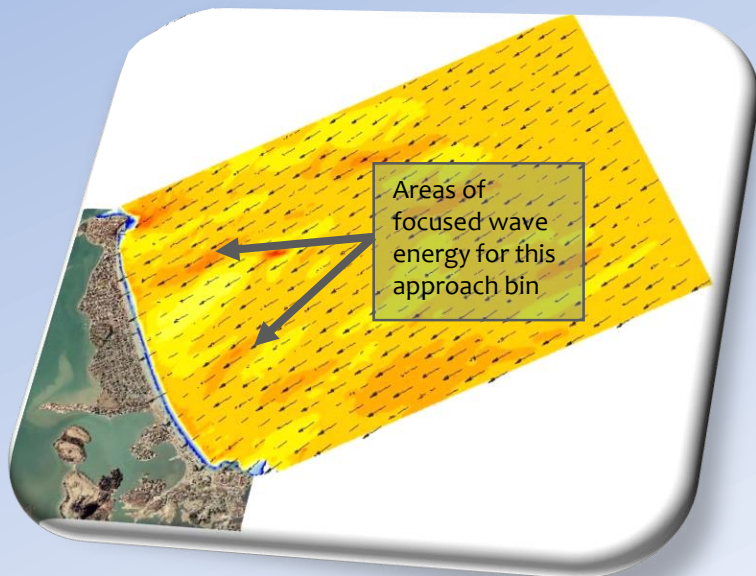 Areas of
focused wave
energy for this
approach bin